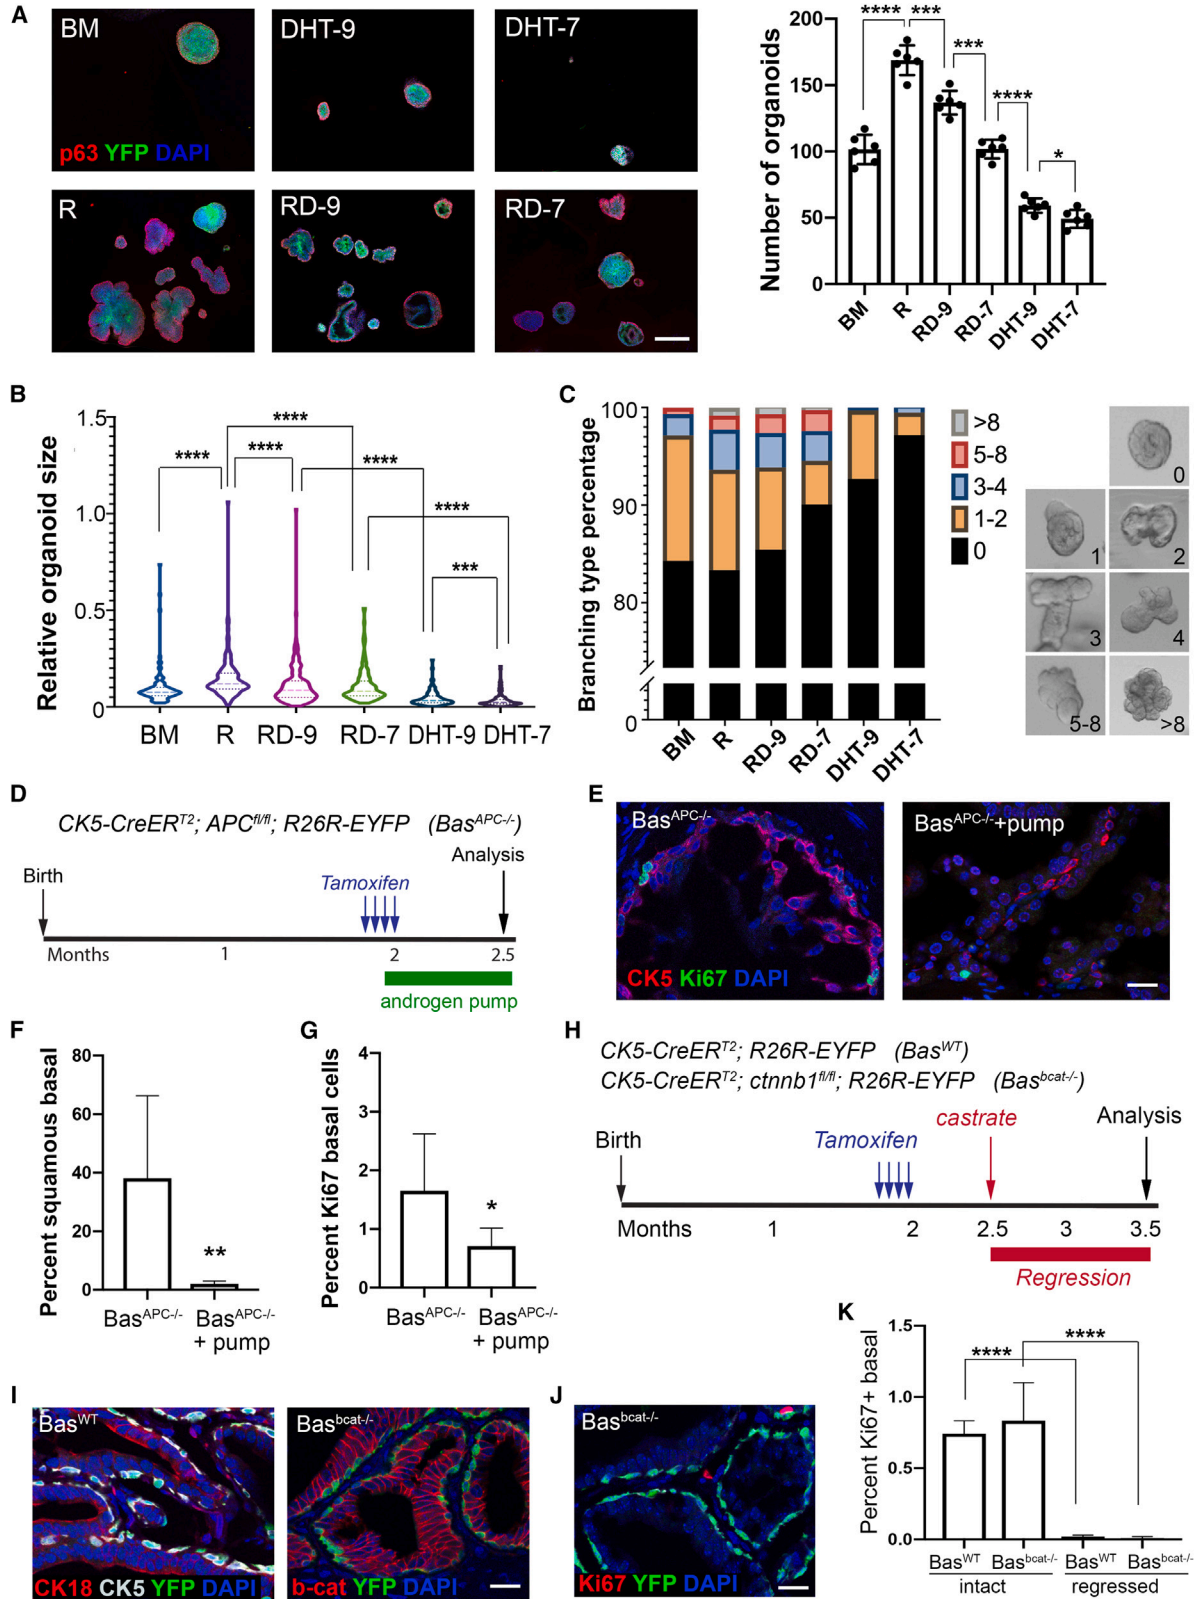 A
BM
DHT-9
DHT-7
p63 YFP DAPI
R
RD-9
RD-7
Number of organoids
200
150
100
50
0
****
***
***
****
*
BM
R
RD-9
RD-7
DHT-9
DHT-7
B
Relative organoid size
1.5
1.0
0.5
0
****
****
****
****
****
***
BM
R
RD-9
RD-7
DHT-9
DHT-7
C
Branching type percentage
100
90
80
0
BM
R
RD-9
RD-7
DHT-9
DHT-7
>8
5-8
3-4
1-2
0
0
1
2
3
4
5-8
>8
D
CK5-CreERT2; APCfl/fl; R26R-EYFP (BasAPC-/-)
Birth
Tamoxifen
Analysis
Months
1
2
2.5
androgen pump
E
BasAPC-/-
BasAPC-/-+pump
CK5 Ki67 DAPI
F
Percent squamous basal
80
60
40
20
0
**
BasAPC-/-
BasAPC-/-
+ pump
G
Percent Ki67 basal cells
4
3
2
1
0
*
BasAPC-/-
BasAPC-/-
+ pump
H
CK5-CreERT2; R26R-EYFP (BasWT)
CK5-CreERT2; ctnnb1fl/fl; R26R-EYFP (Basbcat-/-)
Birth
Tamoxifen
castrate
Analysis
Months
1
2
2.5
3
3.5
Regression
I
BasWT
CK18 CK5 YFP DAPI
Basbcat-/-
b-cat YFP DAPI
J
Basbcat-/-
Ki67 YFP DAPI
K
Percent Ki67+ basal
1.5
1.0
0.5
0.0
****
****
BasWT
Basbcat-/-
BasWT
Basbcat-/-
intact
regressed